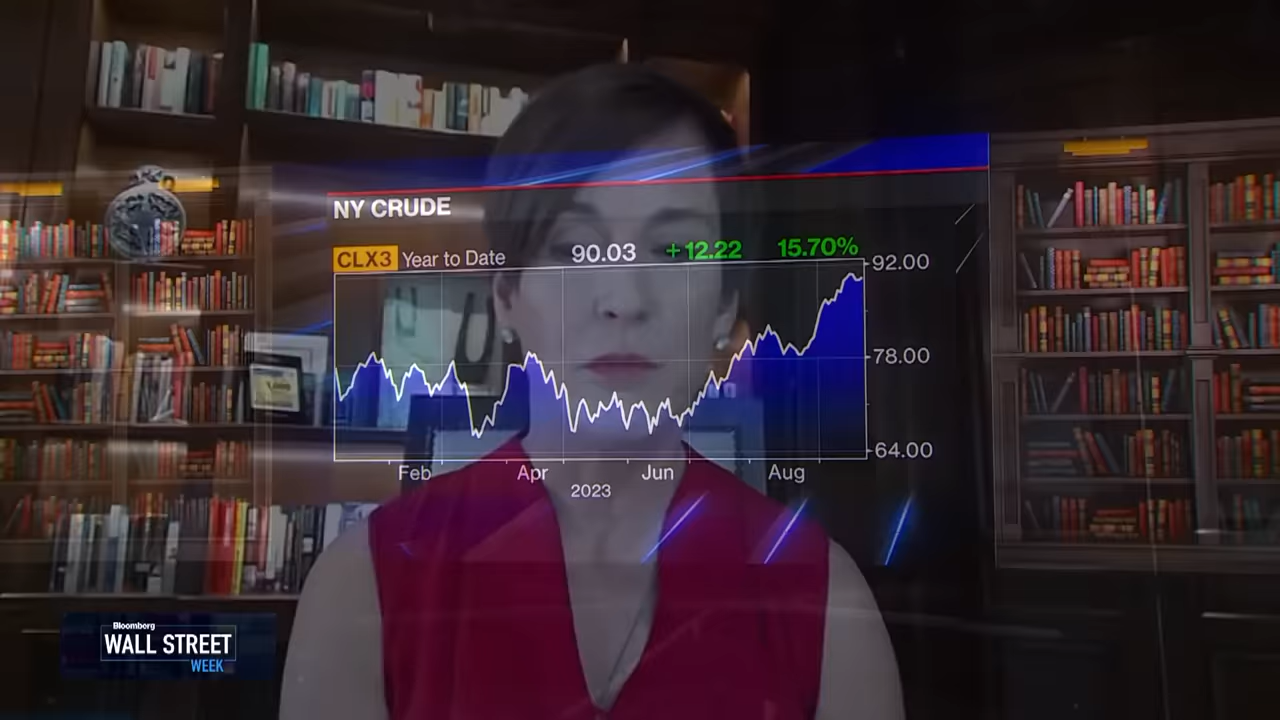 NY CRUDE
CLX3 Year to Date 90.03 +12.22 15.70%
92.00
78.00
64.00
Feb Apr Jun Aug
2023
Bloomberg
WALL STREET
WEEK